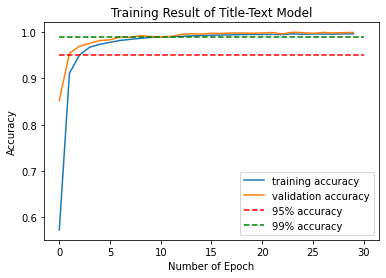 Training Result of Title-Text Model
1.0
0.9
0.8
0.7
0.6
Accuracy
0
5
10
15
20
25
30
Number of Epoch
training accuracy
validation accuracy
95% accuracy
99% accuracy